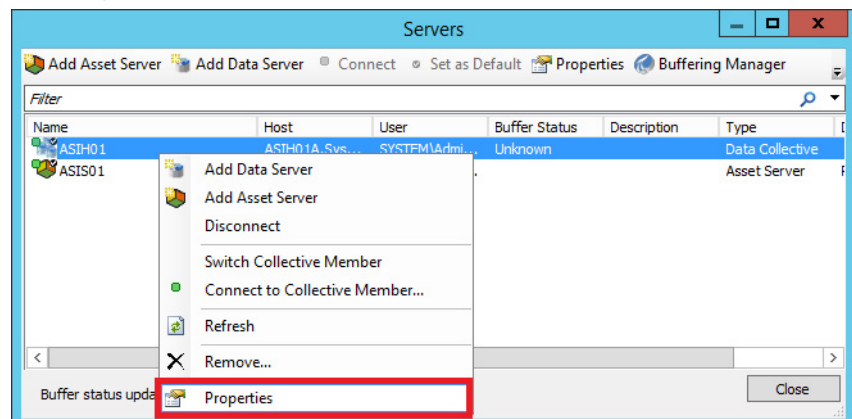 Servers
Add Asset Server Add Data Server Connect Set as Default Properties Buffering Manager
Filter
Name Host User Buffer Status Description Type
ASIH01 ASIH01A.Sys... SYSTEM\Admi... Unknown Data Collective
ASIS01 Asset Server
Add Data Server
Add Asset Server
Disconnect
Switch Collective Member
Connect to Collective Member...
Refresh
Remove...
Buffer status upda
Properties
Close